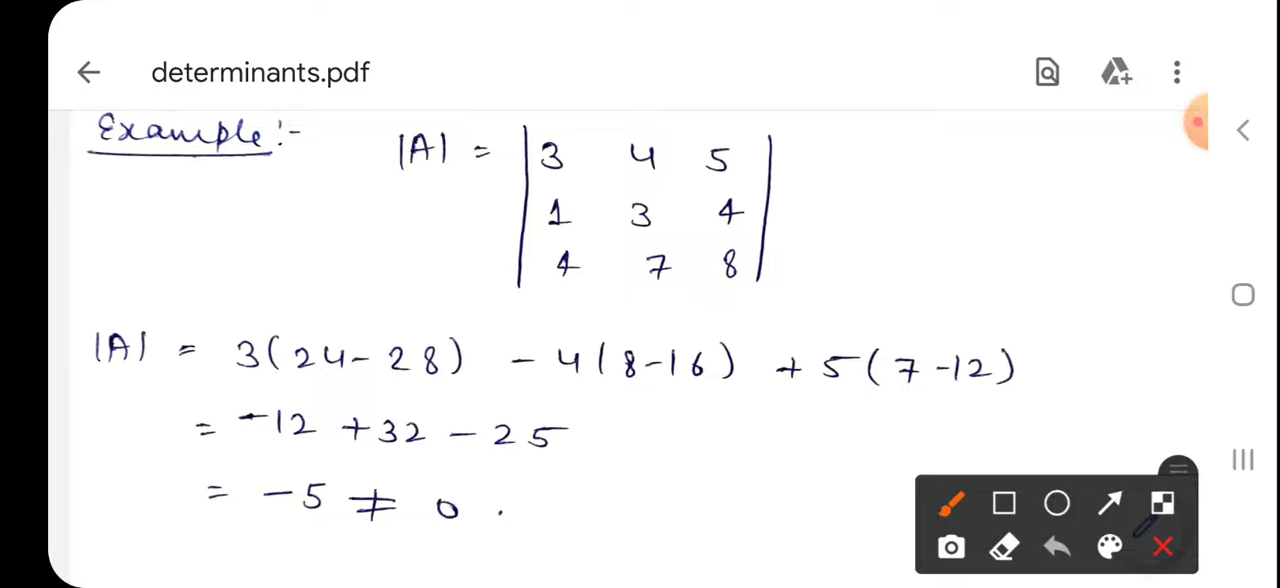 determinants.pdf
Example:-
|A| = | 3 4 5 |
| 1 3 4 |
| 4 7 8 |
|A| = 3(24-28) - 4(8-16) + 5(7-12)
= -12 + 32 - 25
= -5 ≠ 0.